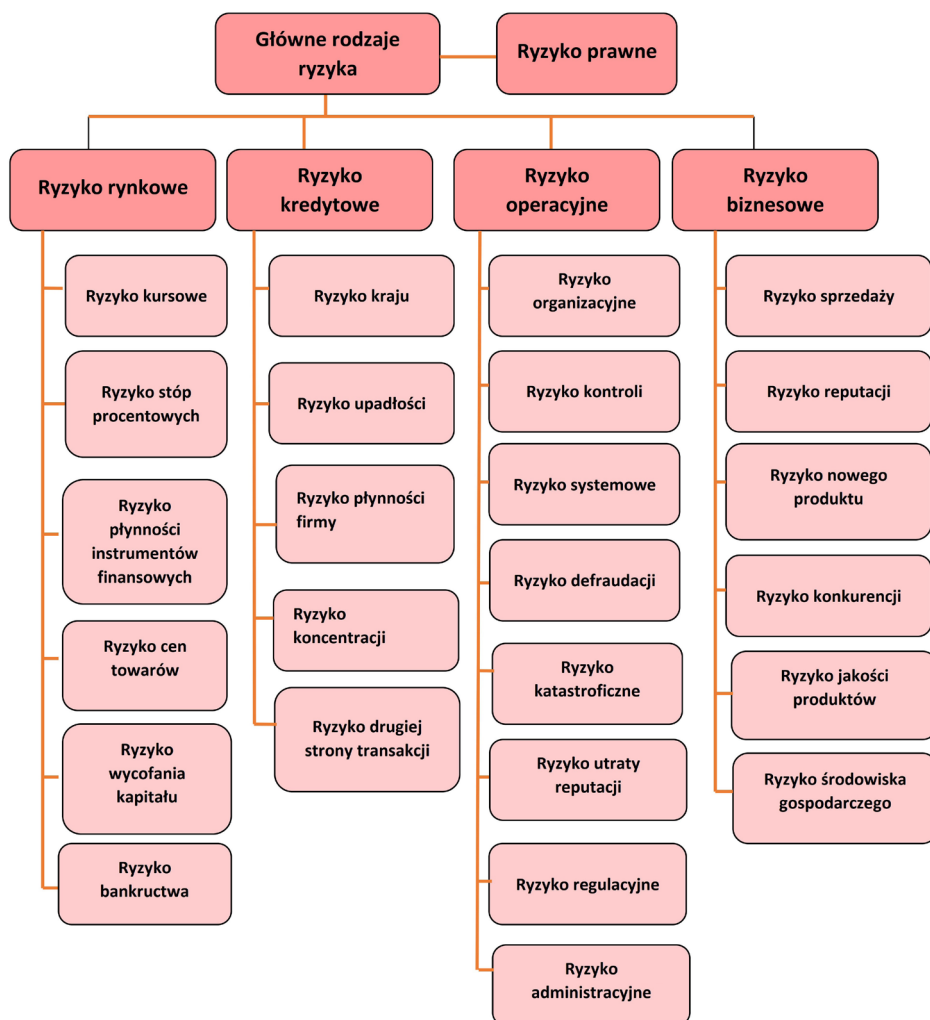 Główne rodzaje
ryzyka
Ryzyko prawne
Ryzyko rynkowe
Ryzyko
kredytowe
Ryzyko
operacyjne
Ryzyko
biznesowe
Ryzyko kursowe
Ryzyko stóp
procentowych
Ryzyko
płynności
instrumentów
finansowych
Ryzyko cen
towarów
Ryzyko
wycofania
kapitału
Ryzyko
bankructwa
Ryzyko kraju
Ryzyko upadłości
Ryzyko płynności
firmy
Ryzyko
koncentracji
Ryzyko drugiej
strony transakcji
Ryzyko
organizacyjne
Ryzyko kontroli
Ryzyko systemowe
Ryzyko defraudacji
Ryzyko
katastroficzne
Ryzyko utraty
reputacji
Ryzyko regulacyjne
Ryzyko
administracyjne
Ryzyko sprzedaży
Ryzyko reputacji
Ryzyko nowego
produktu
Ryzyko konkurencji
Ryzyko jakości
produktów
Ryzyko środowiska
gospodarczego